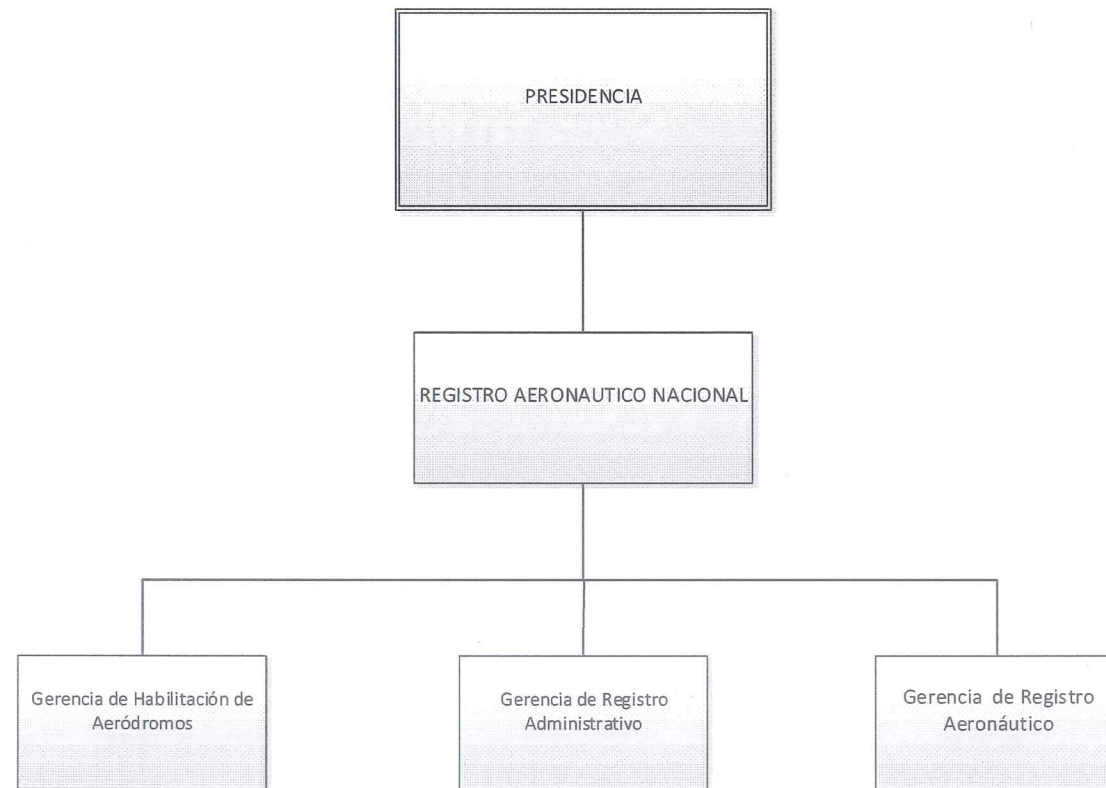 PRESIDENCIA
REGISTRO AERONAUTICO NACIONAL
Gerencia de Habilitación de
Aeródromos
Gerencia de Registro
Administrativo
Gerencia de Registro
Aeronáutico